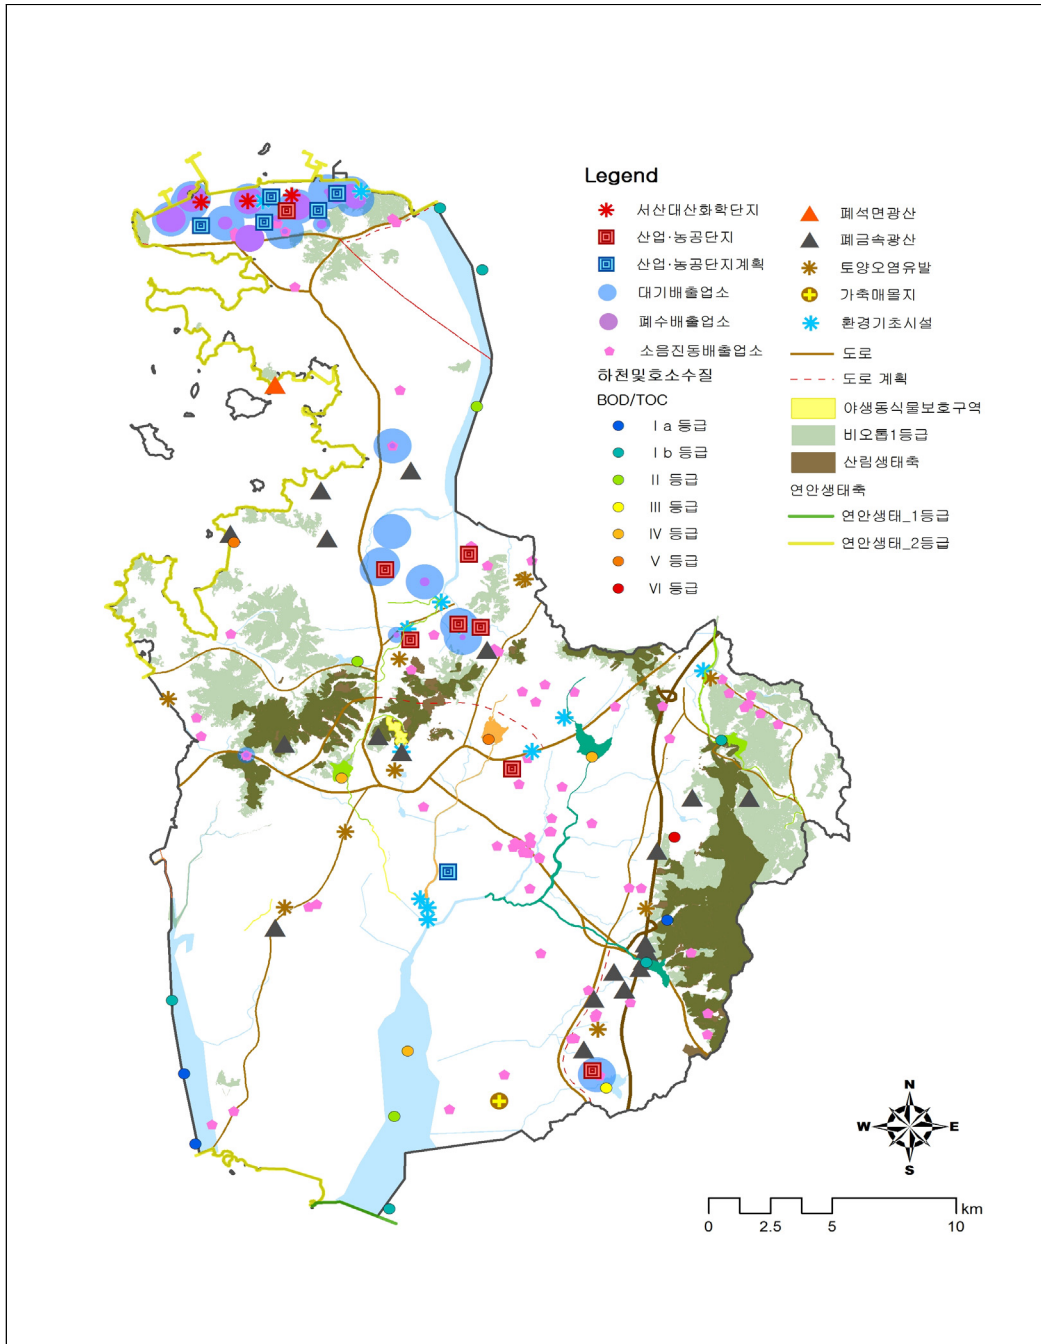 Legend
서산대산화학단지
산업·농공단지
산업·농공단지계획
대기배출업소
폐수배출업소
소음진동배출업소
하천및호소수질
BOD/TOC
Ⅰa 등급
Ⅰb 등급
Ⅱ 등급
Ⅲ 등급
Ⅳ 등급
Ⅴ 등급
Ⅵ 등급
폐석면광산
폐금속광산
토양오염유발
가축매몰지
환경기초시설
도로
도로 계획
야생동식물보호구역
비오톱1등급
산림생태축
연안생태축
연안생태_1등급
연안생태_2등급
N
W E
S
km
0 2.5 5 10